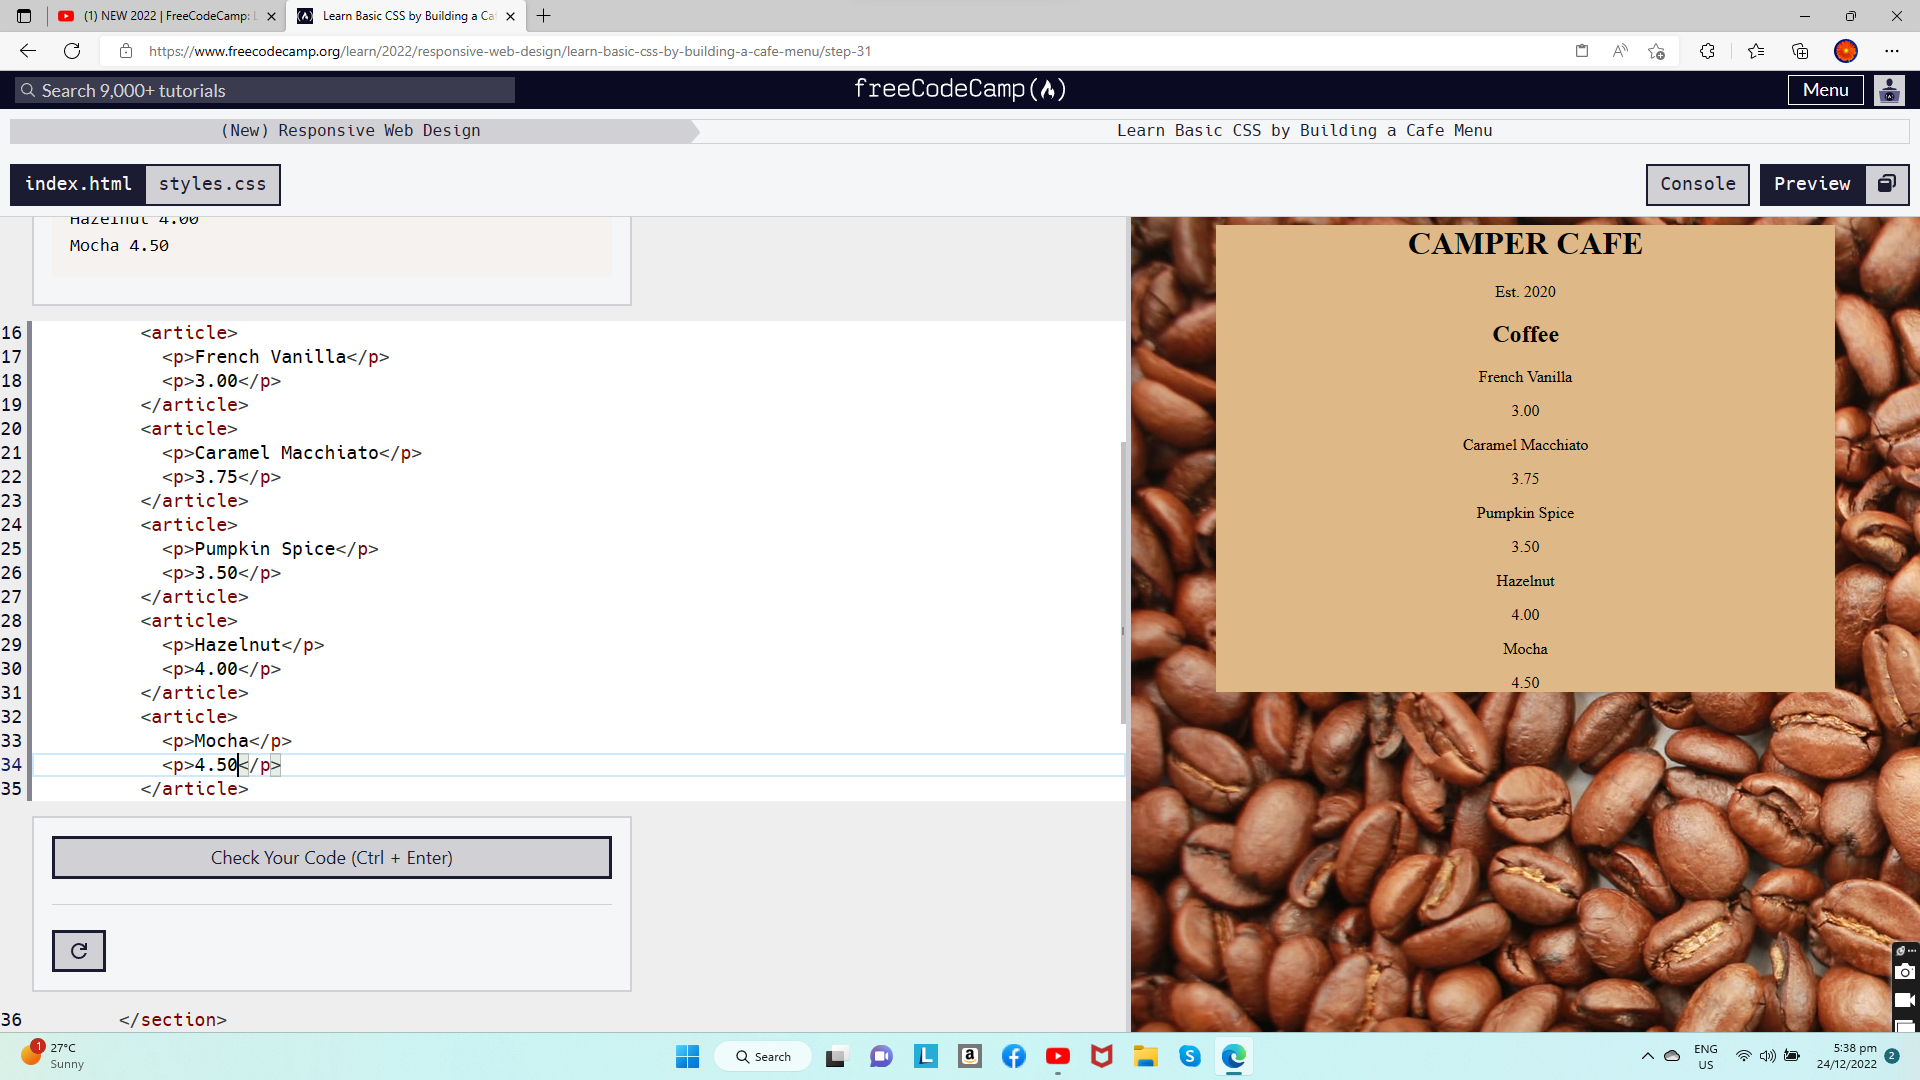 (1) NEW 2022 | FreeCodeCamp:
Learn Basic CSS by Building a Caf
https://www.freecodecamp.org/learn/2022/responsive-web-design/learn-basic-css-by-building-a-cafe-menu/step-31
Search 9,000+ tutorials
freeCodeCamp
Menu
(New) Responsive Web Design
Learn Basic CSS by Building a Cafe Menu
index.html
styles.css
Console
Preview
Hazelnut 4.00
Mocha 4.50
16 <article>
17 <p>French Vanilla</p>
18 <p>3.00</p>
19 </article>
20 <article>
21 <p>Caramel Macchiato</p>
22 <p>3.75</p>
23 </article>
24 <article>
25 <p>Pumpkin Spice</p>
26 <p>3.50</p>
27 </article>
28 <article>
29 <p>Hazelnut</p>
30 <p>4.00</p>
31 </article>
32 <article>
33 <p>Mocha</p>
34 <p>4.50</p>
35 </article>
Check Your Code (Ctrl + Enter)
36 </section>
CAMPER CAFE
Est. 2020
Coffee
French Vanilla
3.00
Caramel Macchiato
3.75
Pumpkin Spice
3.50
Hazelnut
4.00
Mocha
4.50
1
27°C
Sunny
Search
ENG
US
5:38 pm
24/12/2022
2